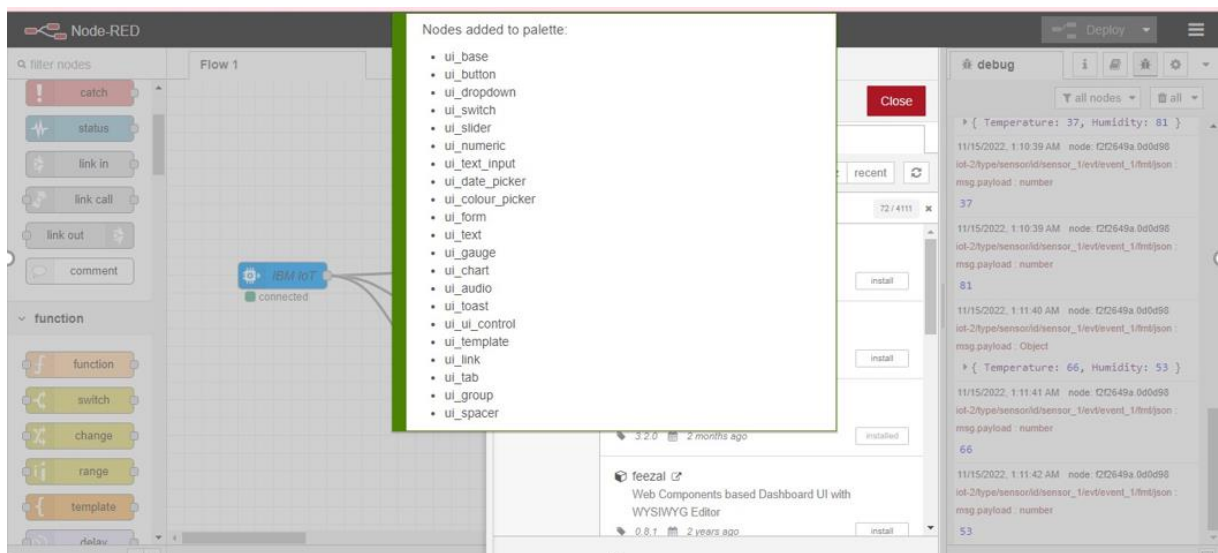 Node-RED
Deploy
filter nodes
catch
status
link in
link call
link out
comment
function
function
switch
change
range
template
delay
Flow 1
IBM IoT
connected
Nodes added to palette:
ui_base
ui_button
ui_dropdown
ui_switch
ui_slider
ui_numeric
ui_text_input
ui_date_picker
ui_colour_picker
ui_form
ui_text
ui_gauge
ui_chart
ui_audio
ui_toast
ui_ui_control
ui_template
ui_link
ui_tab
ui_group
ui_spacer
Close
recent
72 / 4111
install
install
3.2.0 2 months ago installed
feezal
Web Components based Dashboard UI with
WYSIWYG Editor
0.8.1 2 years ago install
debug
all nodes all
{ Temperature: 37, Humidity: 81 }
11/15/2022, 1:10:39 AM node: f2f2649a.0d0d98
iot-2/type/sensor/id/sensor_1/evt/event_1/fmt/json :
msg.payload : number
37
11/15/2022, 1:10:39 AM node: f2f2649a.0d0d98
iot-2/type/sensor/id/sensor_1/evt/event_1/fmt/json :
msg.payload : number
81
11/15/2022, 1:11:40 AM node: f2f2649a.0d0d98
iot-2/type/sensor/id/sensor_1/evt/event_1/fmt/json :
msg.payload : Object
{ Temperature: 66, Humidity: 53 }
11/15/2022, 1:11:41 AM node: f2f2649a.0d0d98
iot-2/type/sensor/id/sensor_1/evt/event_1/fmt/json :
msg.payload : number
66
11/15/2022, 1:11:42 AM node: f2f2649a.0d0d98
iot-2/type/sensor/id/sensor_1/evt/event_1/fmt/json :
msg.payload : number
53